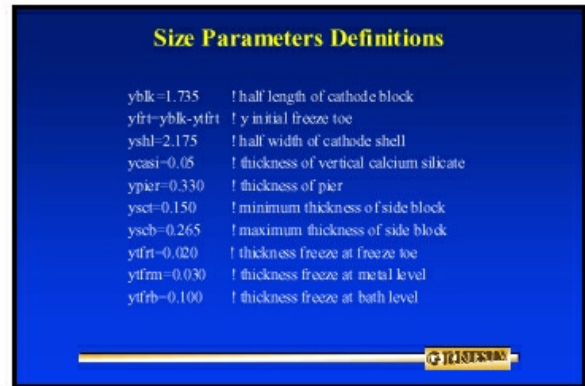 Size Parameters Definitions
yblk=1.735 ! half length of cathode block
yfrt=yblk-ytfrt ! y initial freeze toe
yshl=2.175 ! half width of cathode shell
ycasi=0.05 ! thickness of vertical calcium silicate
ypier=0.330 ! thickness of pier
ysct=0.150 ! minimum thickness of side block
yscb=0.265 ! maximum thickness of side block
ytfrt=0.020 ! thickness freeze at freeze toe
ytfrm=0.030 ! thickness freeze at metal level
ytfrb=0.100 ! thickness freeze at bath level